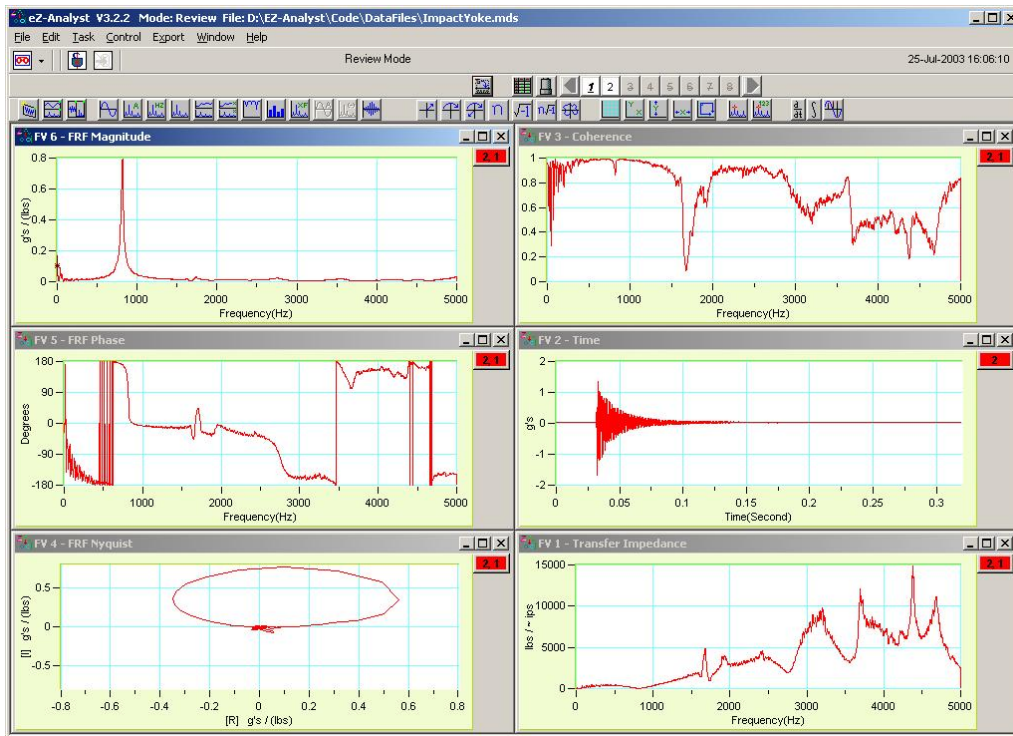 eZ-Analyst V3.2.2 Mode: Review File: D:\EZ-Analyst\Code\DataFiles\ImpactYoke.mds
File Edit Task Control Export Window Help
Review Mode
25-Jul-2003 16:06:10
1 2 3 4 5 6 7 8
FV 6 - FRF Magnitude
2, 1
g's / (lbs)
0.8
0.6
0.4
0.2
0
0 1000 2000 3000 4000 5000
Frequency(Hz)
FV 3 - Coherence
2, 1
1
0.8
0.6
0.4
0.2
0
0 1000 2000 3000 4000 5000
Frequency(Hz)
FV 5 - FRF Phase
2, 1
Degrees
180
90
0
-90
-180
0 1000 2000 3000 4000 5000
Frequency(Hz)
FV 2 - Time
2
g's
2
1
0
-1
-2
0 0.05 0.1 0.15 0.2 0.25 0.3
Time(Second)
FV 4 - FRF Nyquist
2, 1
[I] g's / (lbs)
0.5
0
-0.5
-0.8 -0.6 -0.4 -0.2 0 0.2 0.4 0.6 0.8
[R] g's / (lbs)
FV 1 - Transfer Impedance
2, 1
lbs / ~ ips
15000
10000
5000
0
0 1000 2000 3000 4000 5000
Frequency(Hz)